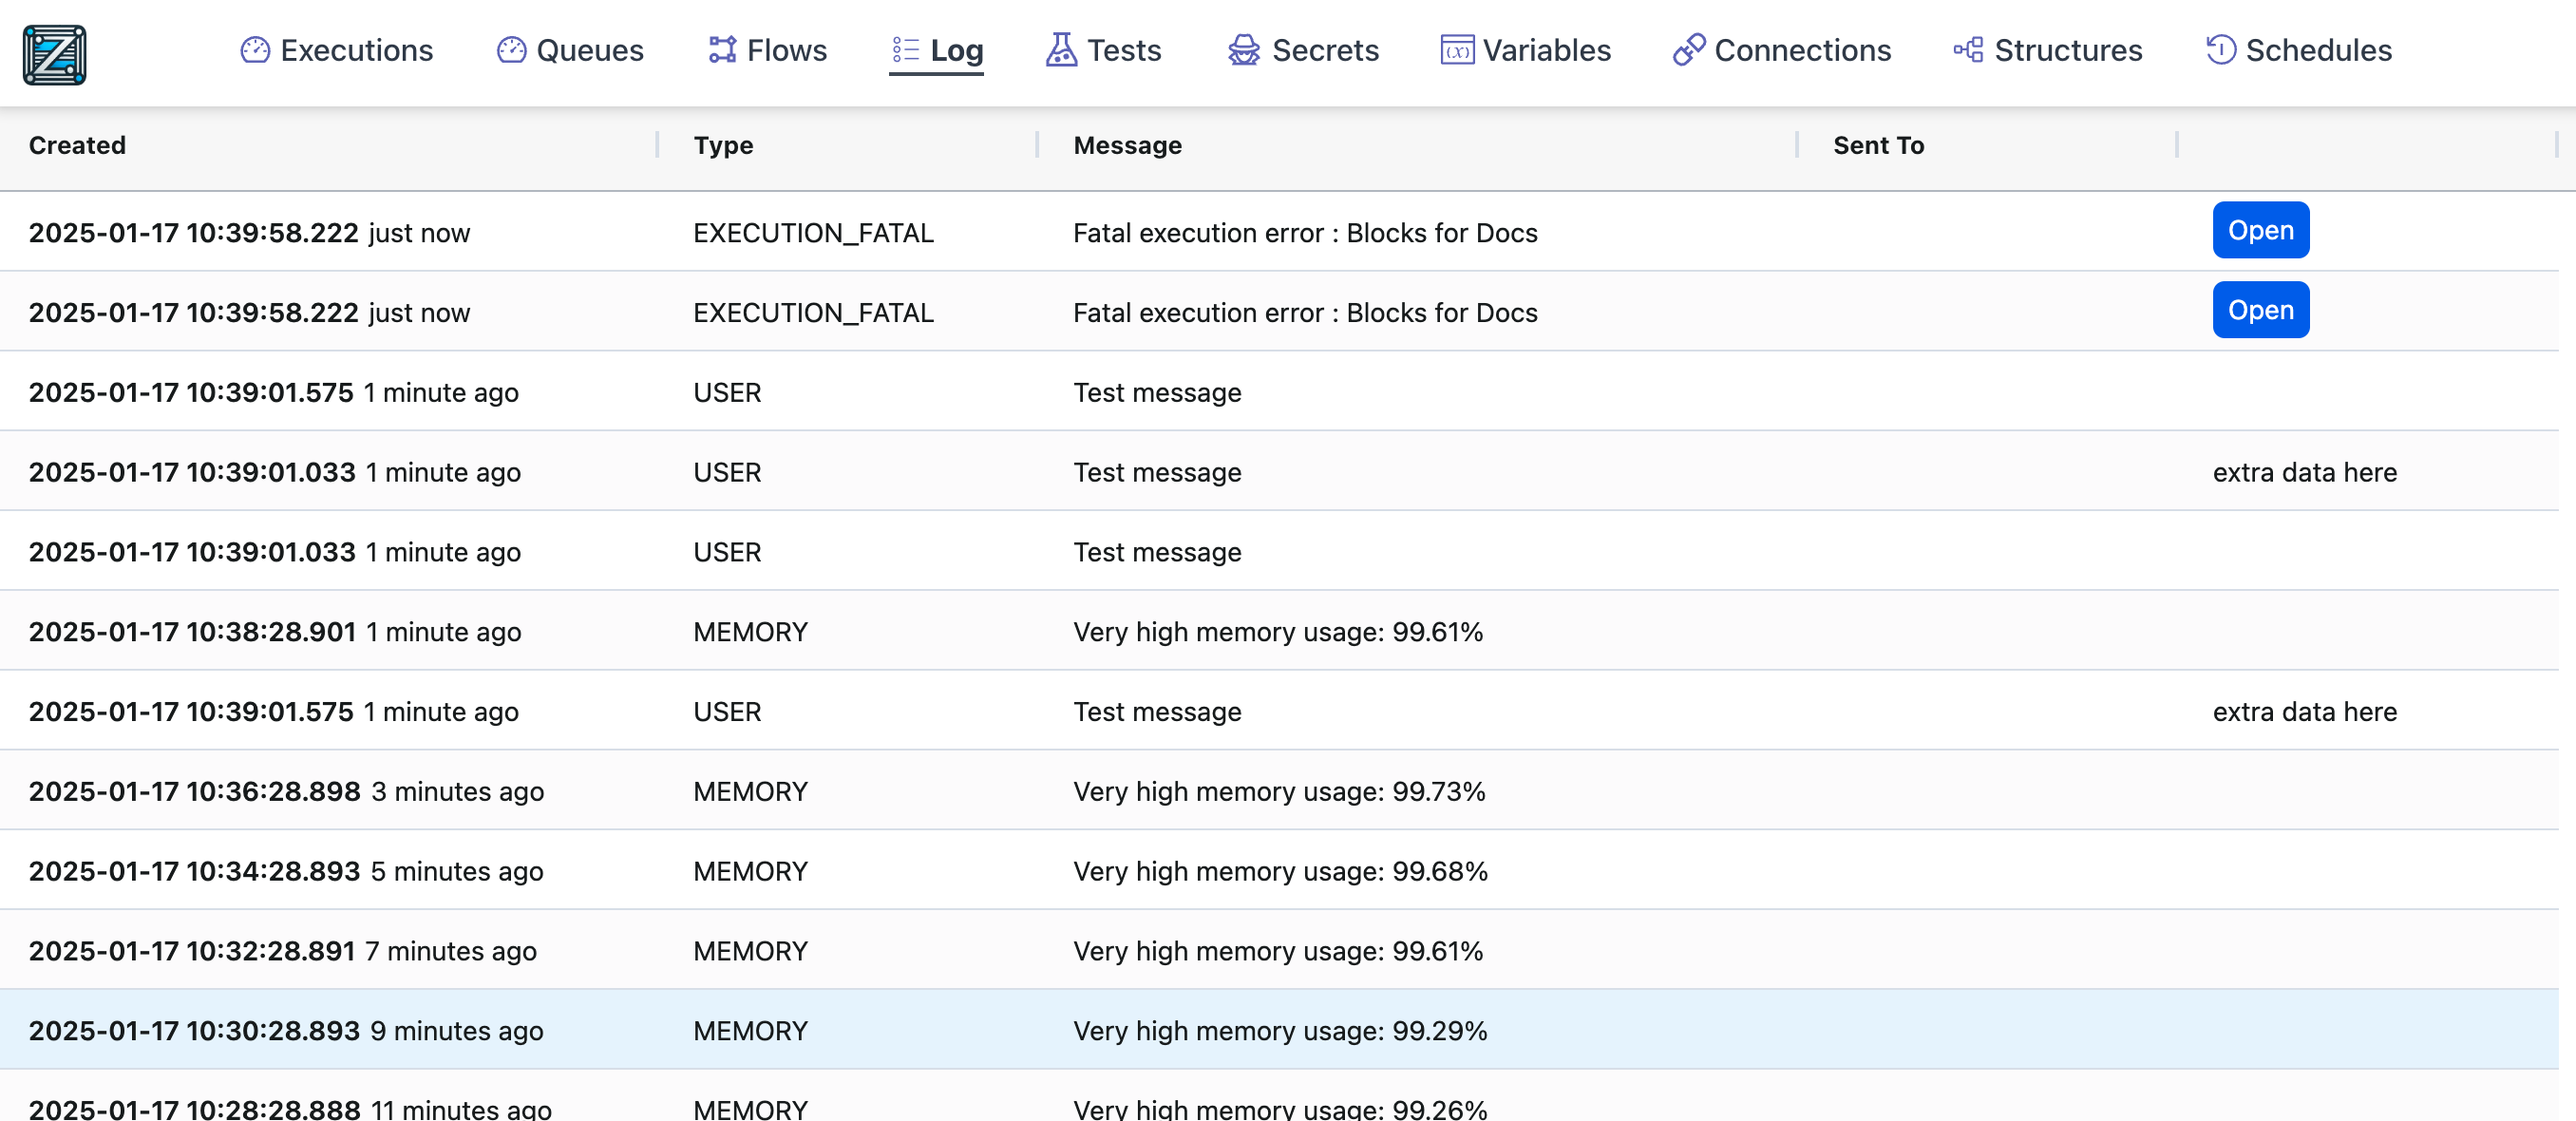 Executions Queues Flows Log Tests Secrets Variables Connections Structures Schedules
Created Type Message Sent To
2025-01-17 10:39:58.222 just now EXECUTION_FATAL Fatal execution error : Blocks for Docs Open
2025-01-17 10:39:58.222 just now EXECUTION_FATAL Fatal execution error : Blocks for Docs Open
2025-01-17 10:39:01.575 1 minute ago USER Test message
2025-01-17 10:39:01.033 1 minute ago USER Test message extra data here
2025-01-17 10:39:01.033 1 minute ago USER Test message
2025-01-17 10:38:28.901 1 minute ago MEMORY Very high memory usage: 99.61%
2025-01-17 10:39:01.575 1 minute ago USER Test message extra data here
2025-01-17 10:36:28.898 3 minutes ago MEMORY Very high memory usage: 99.73%
2025-01-17 10:34:28.893 5 minutes ago MEMORY Very high memory usage: 99.68%
2025-01-17 10:32:28.891 7 minutes ago MEMORY Very high memory usage: 99.61%
2025-01-17 10:30:28.893 9 minutes ago MEMORY Very high memory usage: 99.29%
2025-01-17 10:28:28.888 11 minutes ago MEMORY Very high memory usage: 99.26%